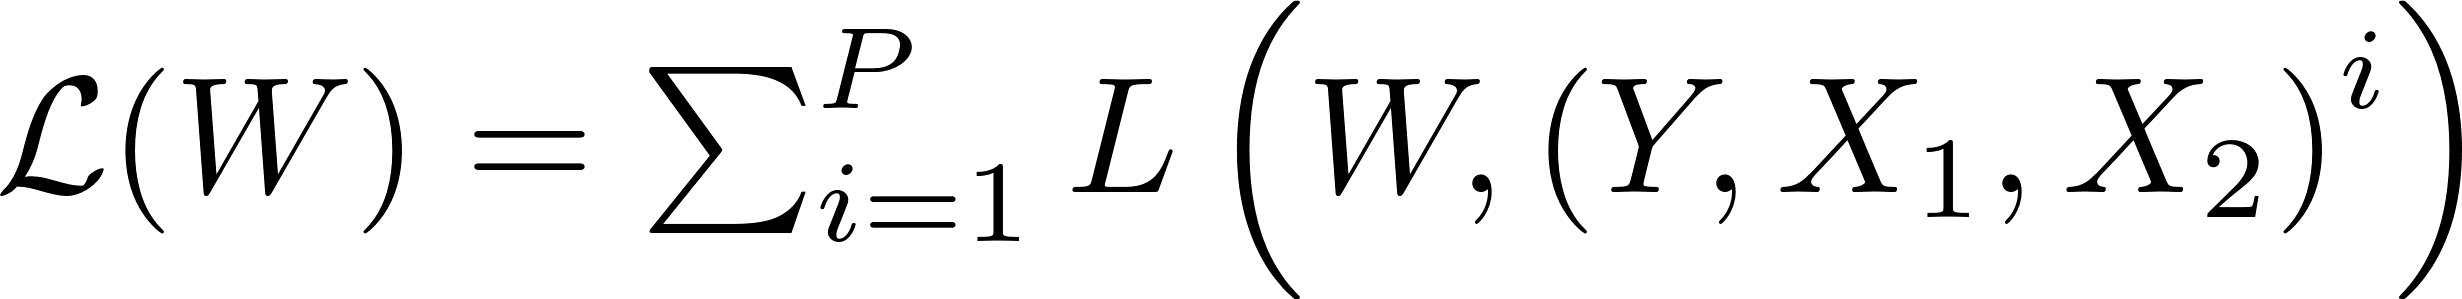 \mathcal{L}(W) = \sum_{i=1}^{P} L \left( W, (Y, X_1, X_2)^i \right)